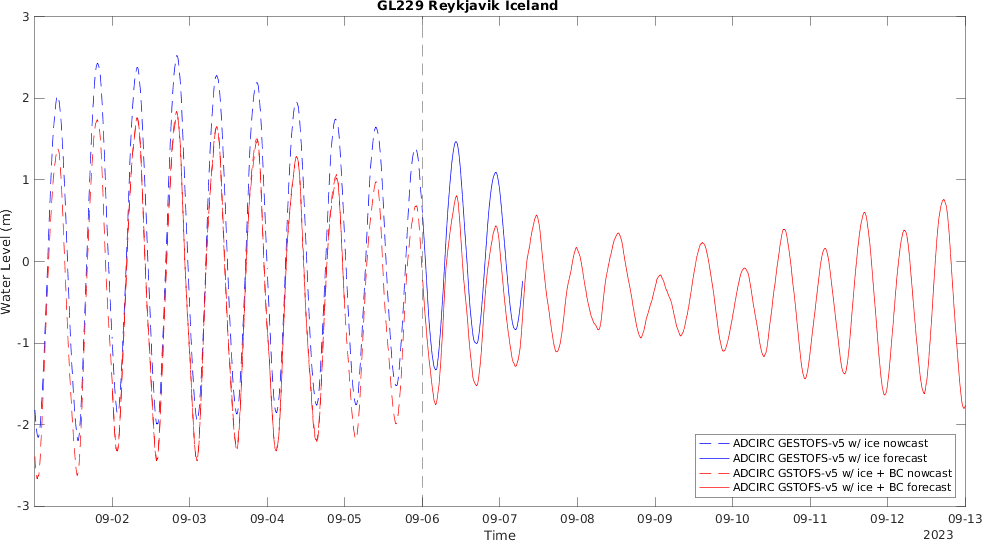 GL229 Reykjavik Iceland
3
2
1
0
-1
-2
-3
Water Level (m)
ADCIRC GESTOFS-v5 w/ ice nowcast
ADCIRC GESTOFS-v5 w/ ice forecast
ADCIRC GSTOFS-v5 w/ ice + BC nowcast
ADCIRC GSTOFS-v5 w/ ice + BC forecast
09-02 09-03 09-04 09-05 09-06 09-07 09-08 09-09 09-10 09-11 09-12 09-13
Time
2023